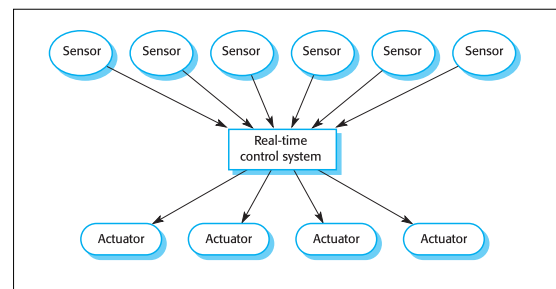 Sensor Sensor Sensor Sensor Sensor Sensor
Real-time
control system
Actuator Actuator Actuator Actuator